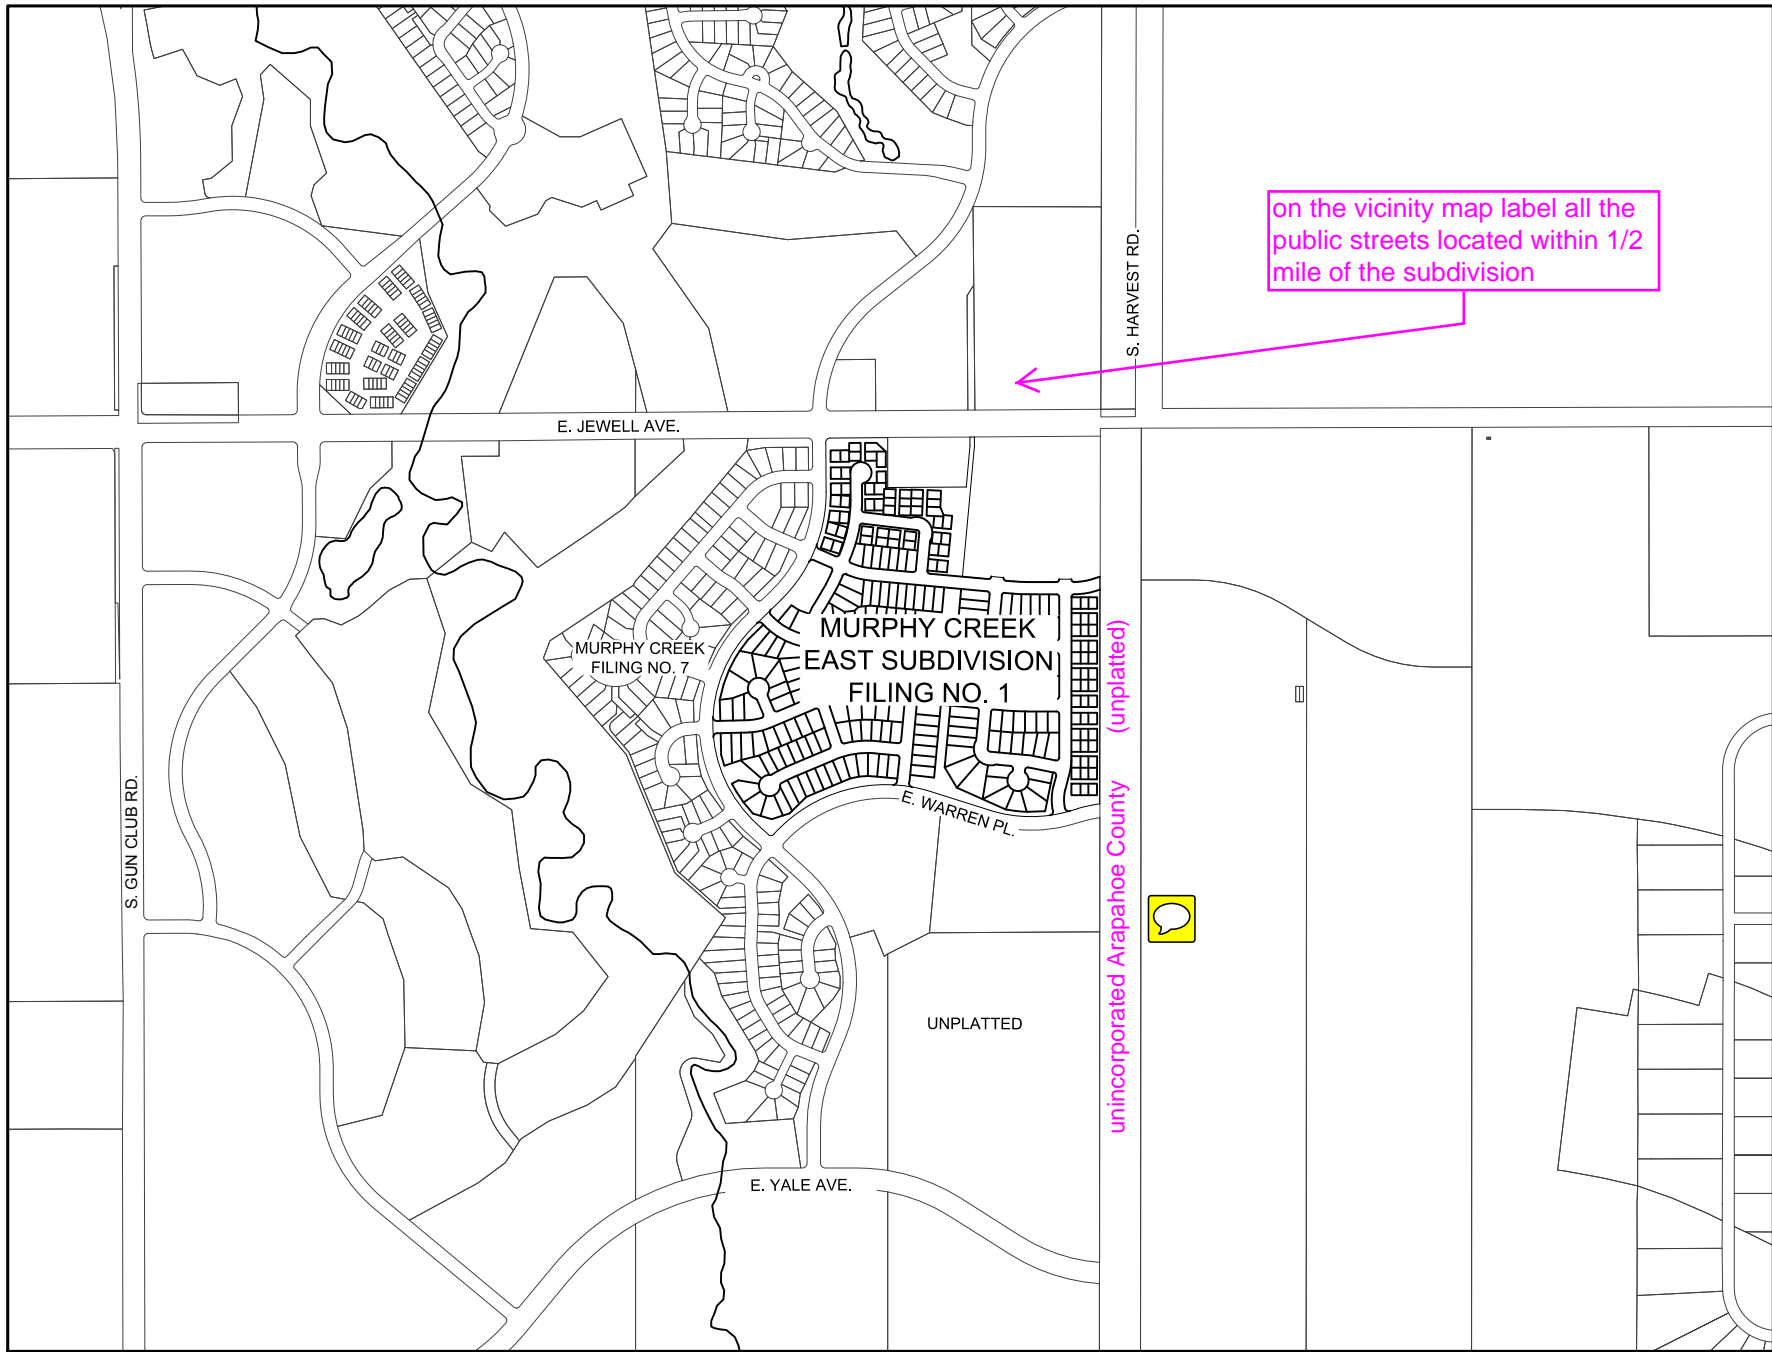 on the vicinity map label all the
public streets located within 1/2
mile of the subdivision
S. HARVEST RD.
E. JEWELL AVE.
MURPHY CREEK
EAST SUBDIVISION
FILING NO. 1
MURPHY CREEK
FILING NO. 7
unincorporated Arapahoe County (unplatted)
S. GUN CLUB RD.
E. WARREN PL.
UNPLATTED
E. YALE AVE.